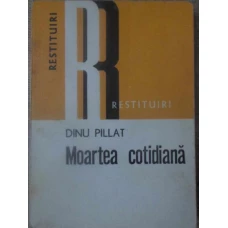 RESTITUIRI
R
RESTITUIRI
DINU PILLAT
Moartea cotidiană